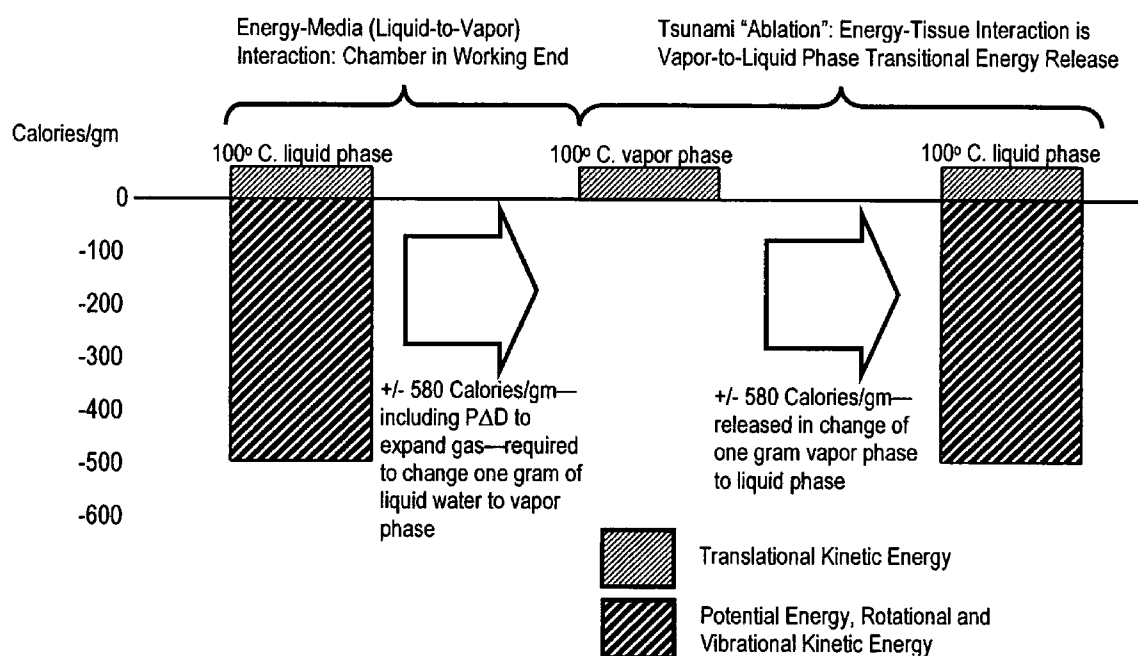 Energy-Media (Liquid-to-Vapor)
Interaction: Chamber in Working End
Tsunami “Ablation”: Energy-Tissue Interaction is
Vapor-to-Liquid Phase Transitional Energy Release
Calories/gm
100º C. liquid phase
100º C. vapor phase
100º C. liquid phase
0
-100
-200
-300
-400
-500
-600
+/- 580 Calories/gm—
including PΔD to
expand gas—required
to change one gram of
liquid water to vapor
phase
+/- 580 Calories/gm—
released in change of
one gram vapor phase
to liquid phase
Translational Kinetic Energy
Potential Energy, Rotational and
Vibrational Kinetic Energy